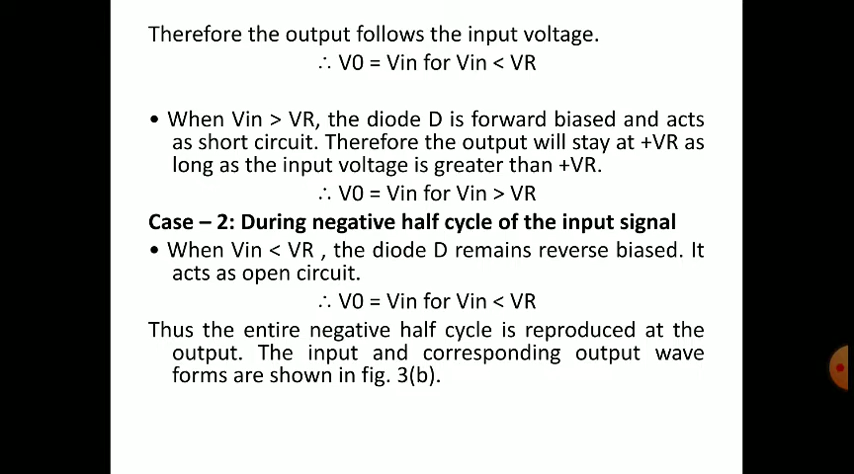 Therefore the output follows the input voltage.
∴ V0 = Vin for Vin < VR
• When Vin > VR, the diode D is forward biased and acts
as short circuit. Therefore the output will stay at +VR as
long as the input voltage is greater than +VR.
∴ V0 = Vin for Vin > VR
Case – 2: During negative half cycle of the input signal
• When Vin < VR , the diode D remains reverse biased. It
acts as open circuit.
∴ V0 = Vin for Vin < VR
Thus the entire negative half cycle is reproduced at the
output. The input and corresponding output wave
forms are shown in fig. 3(b).